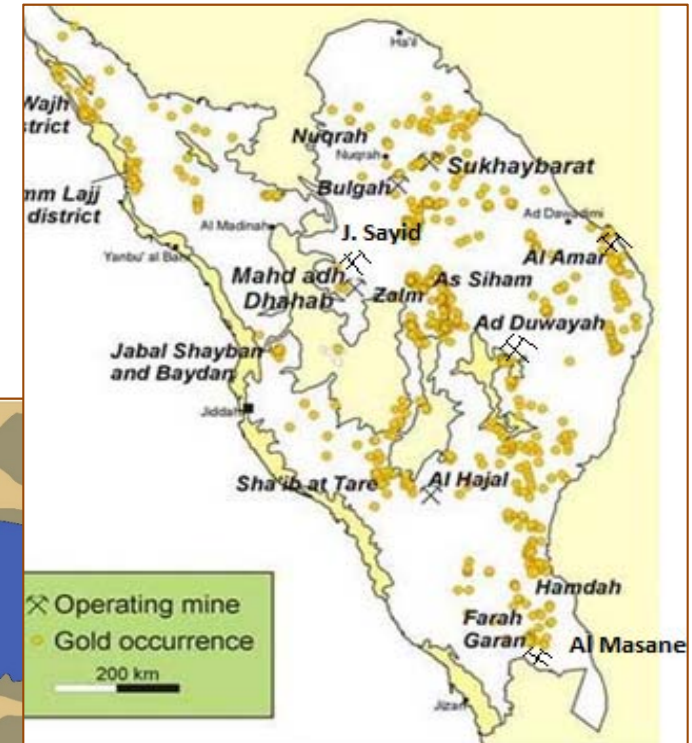 Ha'il
Wajh
strict
Nuqrah
Nuqrah
Sukhaybarat
Bulgah
mm Lajj
district
Al Madinah
Ad Dawadimi
J. Sayid
Yanbu' al Bahr
Al Amar
Mahd adh
Dhahab
Zalm
As Siham
Ad Duwayah
Jabal Shayban
and Baydan
Jiddah
Sha'ib at Tare
Al Hajal
Hamdah
Farah
Garan
Al Masane
Jizan
Operating mine
Gold occurrence
200 km